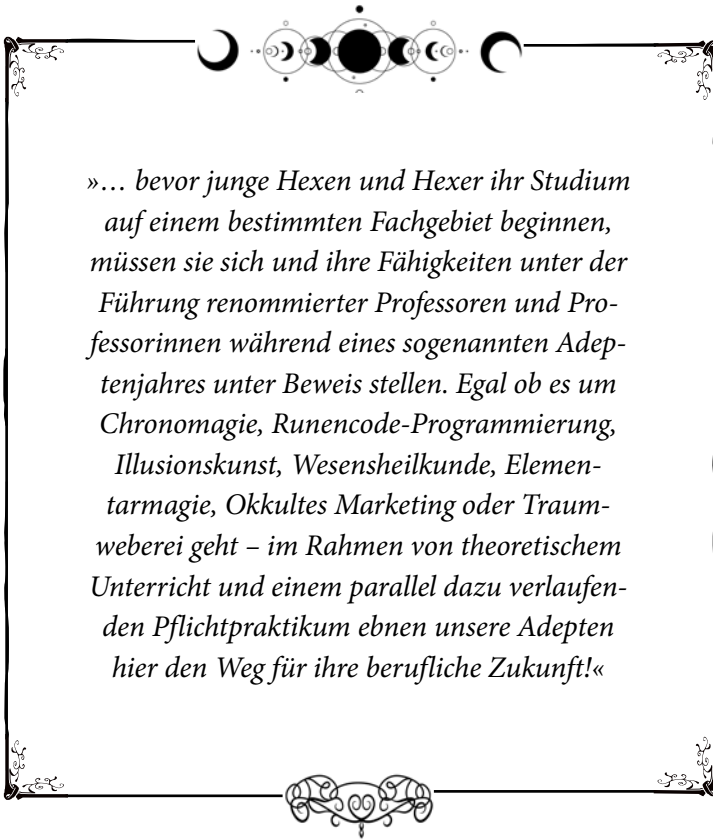 »… bevor junge Hexen und Hexer ihr Studium
auf einem bestimmten Fachgebiet beginnen,
müssen sie sich und ihre Fähigkeiten unter der
Führung renommierter Professoren und Pro-
fessorinnen während eines sogenannten Adep-
tenjahres unter Beweis stellen. Egal ob es um
Chronomagie, Runencode-Programmierung,
Illusionskunst, Wesensheilkunde, Elemen-
tarmagie, Okkultes Marketing oder Traum-
weberei geht – im Rahmen von theoretischem
Unterricht und einem parallel dazu verlaufen-
den Pflichtpraktikum ebnen unsere Adepten
hier den Weg für ihre berufliche Zukunft!«